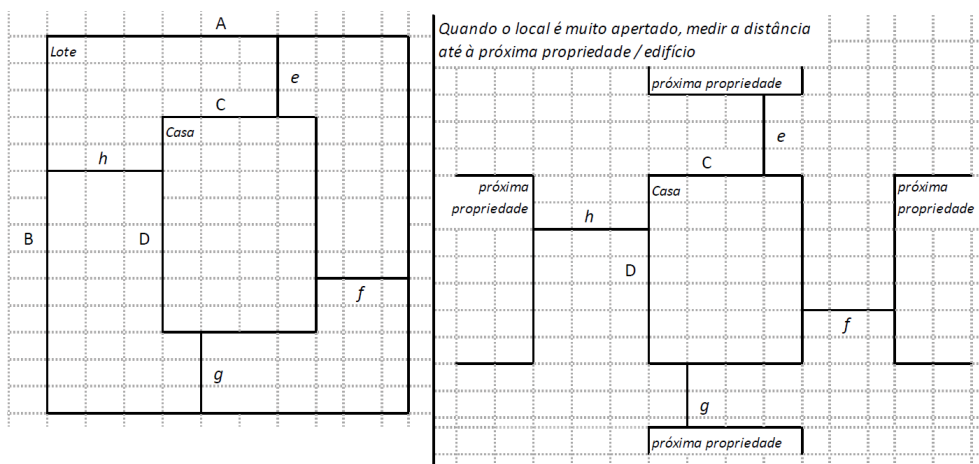 A
Lote
e
C
Casa
h
B
D
f
g
Quando o local é muito apertado, medir a distância
até à próxima propriedade / edifício
próxima propriedade
e
C
próxima
propriedade
Casa
próxima
propriedade
h
D
f
g
próxima propriedade